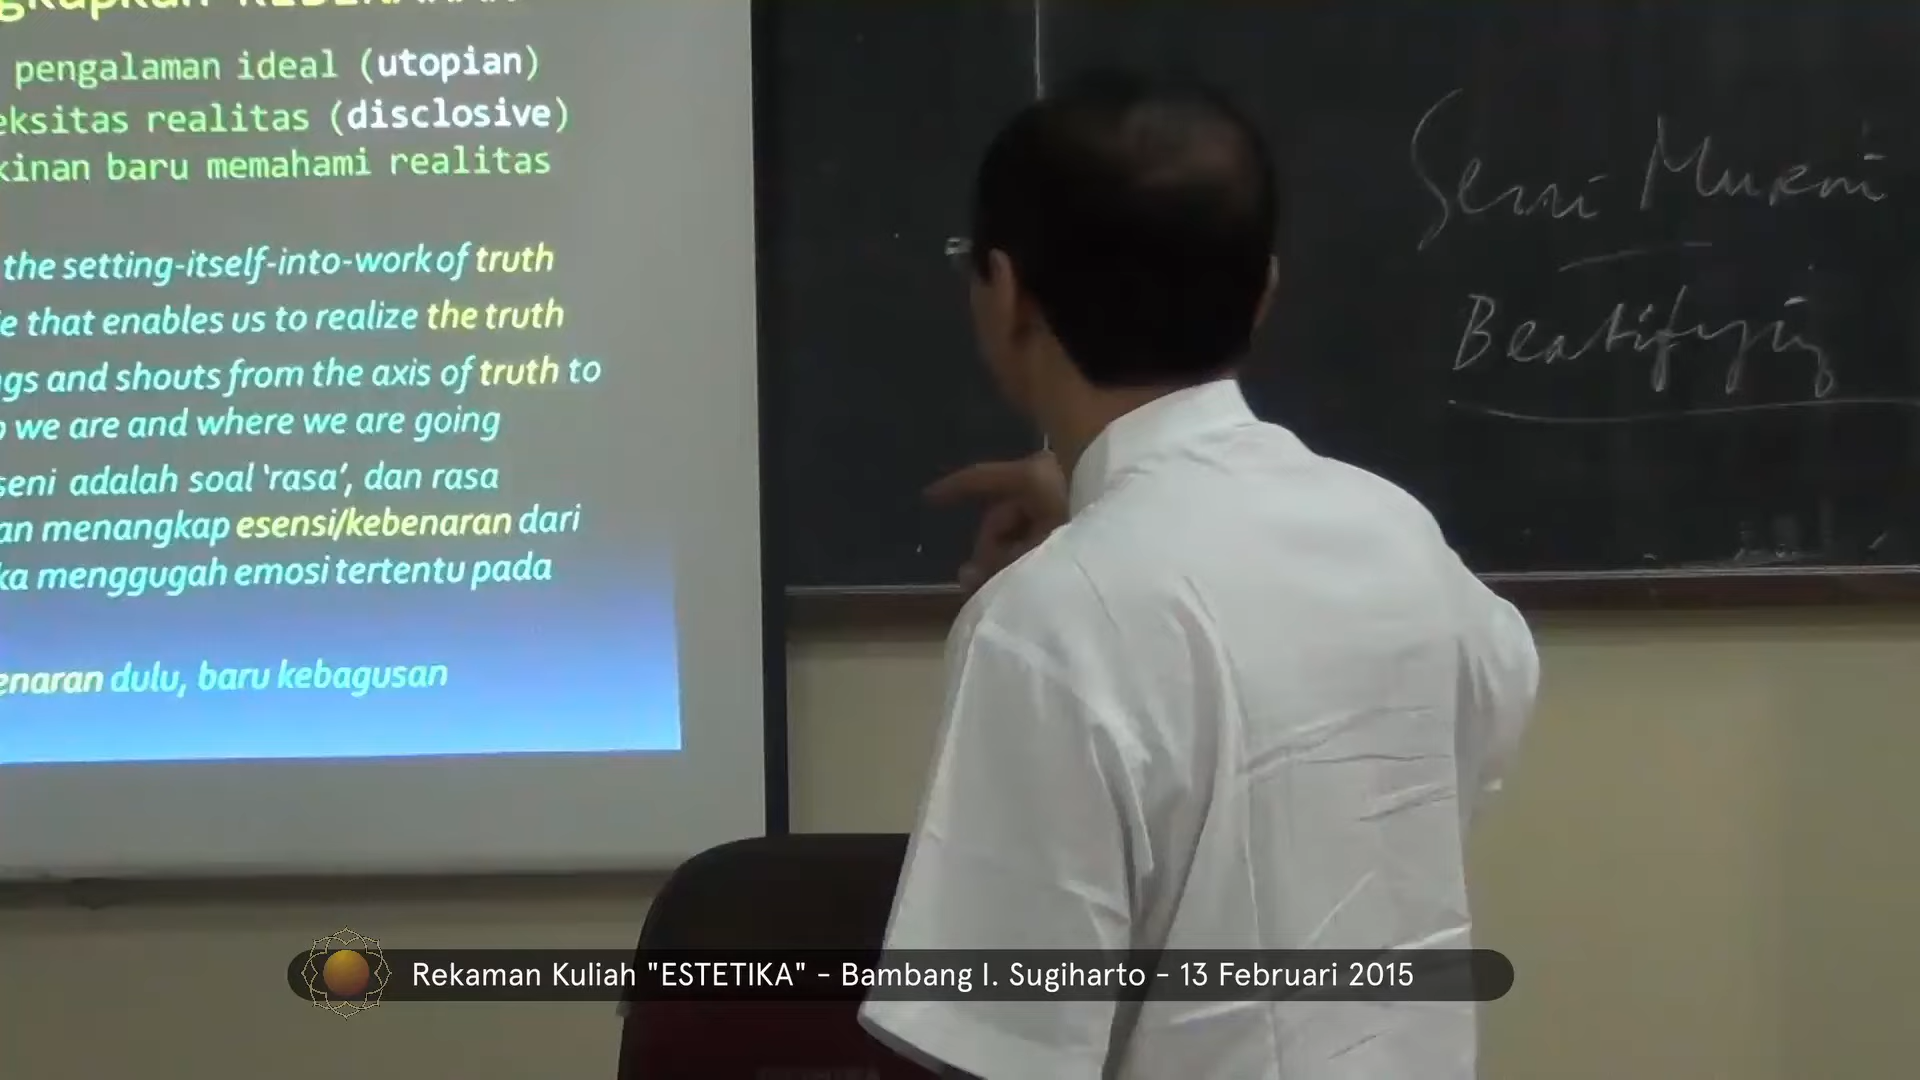 pengalaman ideal (utopian)
eksitas realitas (disclosive)
kinan baru memahami realitas
the setting-itself-into-work of truth
e that enables us to realize the truth
ngs and shouts from the axis of truth to
o we are and where we are going
seni adalah soal 'rasa', dan rasa
an menangkap esensi/kebenaran dari
ka menggugah emosi tertentu pada
enaran dulu, baru kebagusan
Seni Murni
Beatifying
Rekaman Kuliah "ESTETIKA" - Bambang I. Sugiharto - 13 Februari 2015